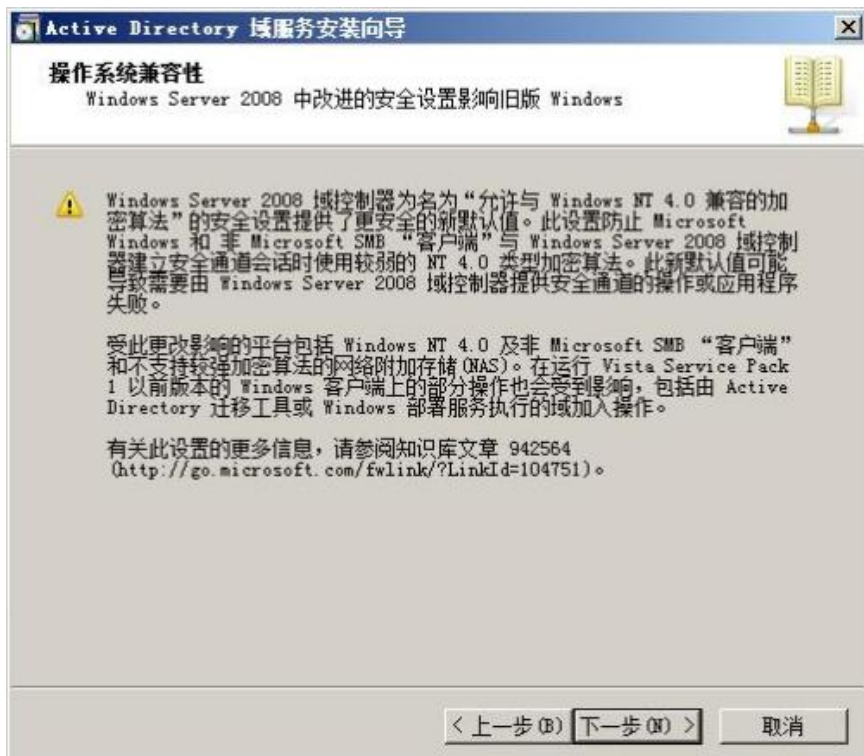 Active Directory 域服务安装向导
操作系统兼容性
Windows Server 2008 中改进的安全设置影响旧版 Windows
Windows Server 2008 域控制器为名为“允许与 Windows NT 4.0 兼容的加
密算法”的安全设置提供了更安全的新默认值。此设置防止 Microsoft
Windows 和 非 Microsoft SMB “客户端”与 Windows Server 2008 域控制
器建立安全通道会话时使用较弱的 NT 4.0 类型加密算法。此新默认值可能
导致需要由 Windows Server 2008 域控制器提供安全通道的操作或应用程序
失败。
受此更改影响的平台包括 Windows NT 4.0 及非 Microsoft SMB “客户端”
和不支持较强加密算法的网络附加存储(NAS)。在运行 Vista Service Pack
1 以前版本的 Windows 客户端上的部分操作也会受到影响，包括由 Active
Directory 迁移工具或 Windows 部署服务执行的域加入操作。
有关此设置的更多信息，请参阅知识库文章 942564
(http://go.microsoft.com/fwlink/?LinkId=104751)。
< 上一步(B) 下一步(N) > 取消